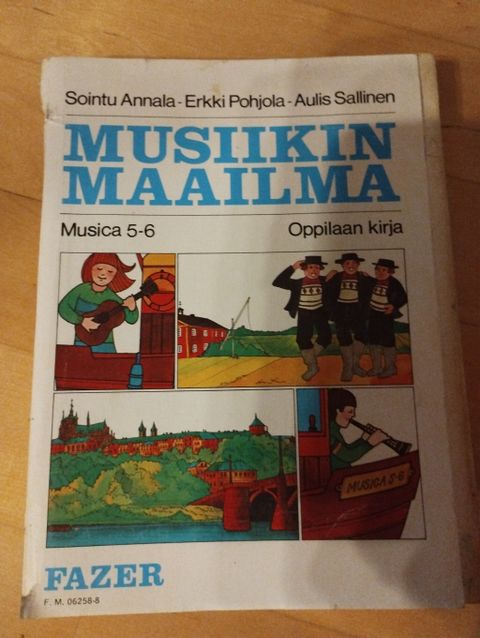 Sointu Annala - Erkki Pohjola - Aulis Sallinen
MUSIIKIN
MAAILMA
Musica 5-6 Oppilaan kirja
MUSICA 5-6
FAZER
F. M. 06258-8